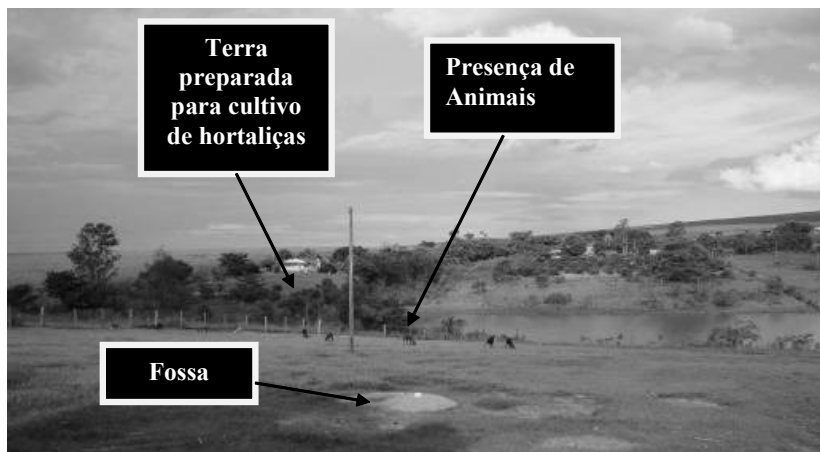 Terra
preparada
para cultivo
de hortaliças
Presença de
Animais
Fossa